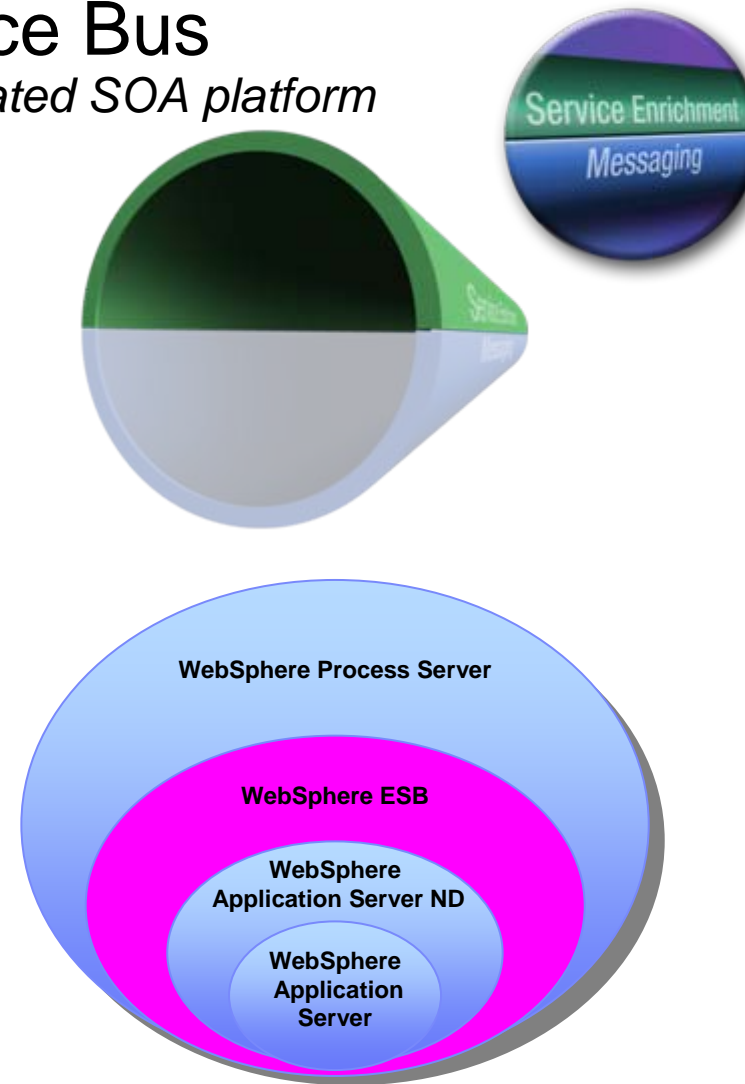 ce Bus
ated SOA platform
Service Enrichment
Messaging
Messaging
WebSphere Process Server
WebSphere ESB
WebSphere
Application Server ND
WebSphere
Application
Server